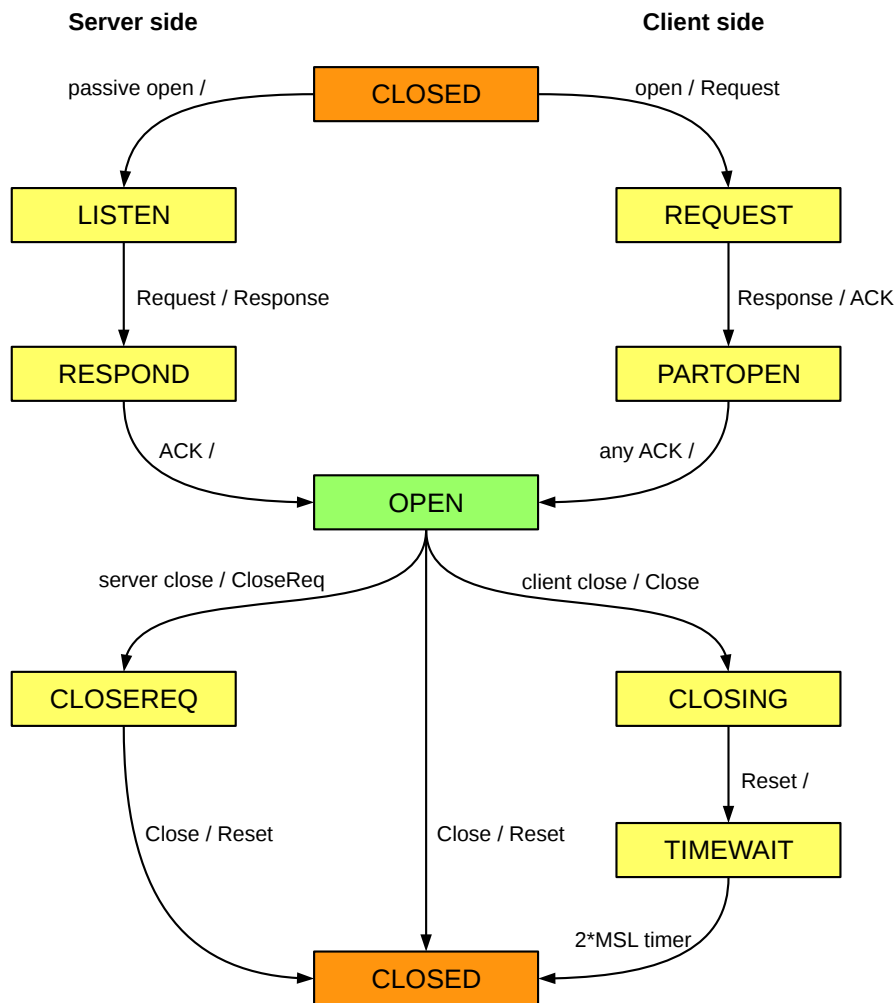 Server side
Client side
passive open /
CLOSED
open / Request
LISTEN
REQUEST
Request / Response
Response / ACK
RESPOND
PARTOPEN
ACK /
any ACK /
OPEN
server close / CloseReq
client close / Close
CLOSEREQ
CLOSING
Reset /
Close / Reset
Close / Reset
TIMEWAIT
2*MSL timer
CLOSED